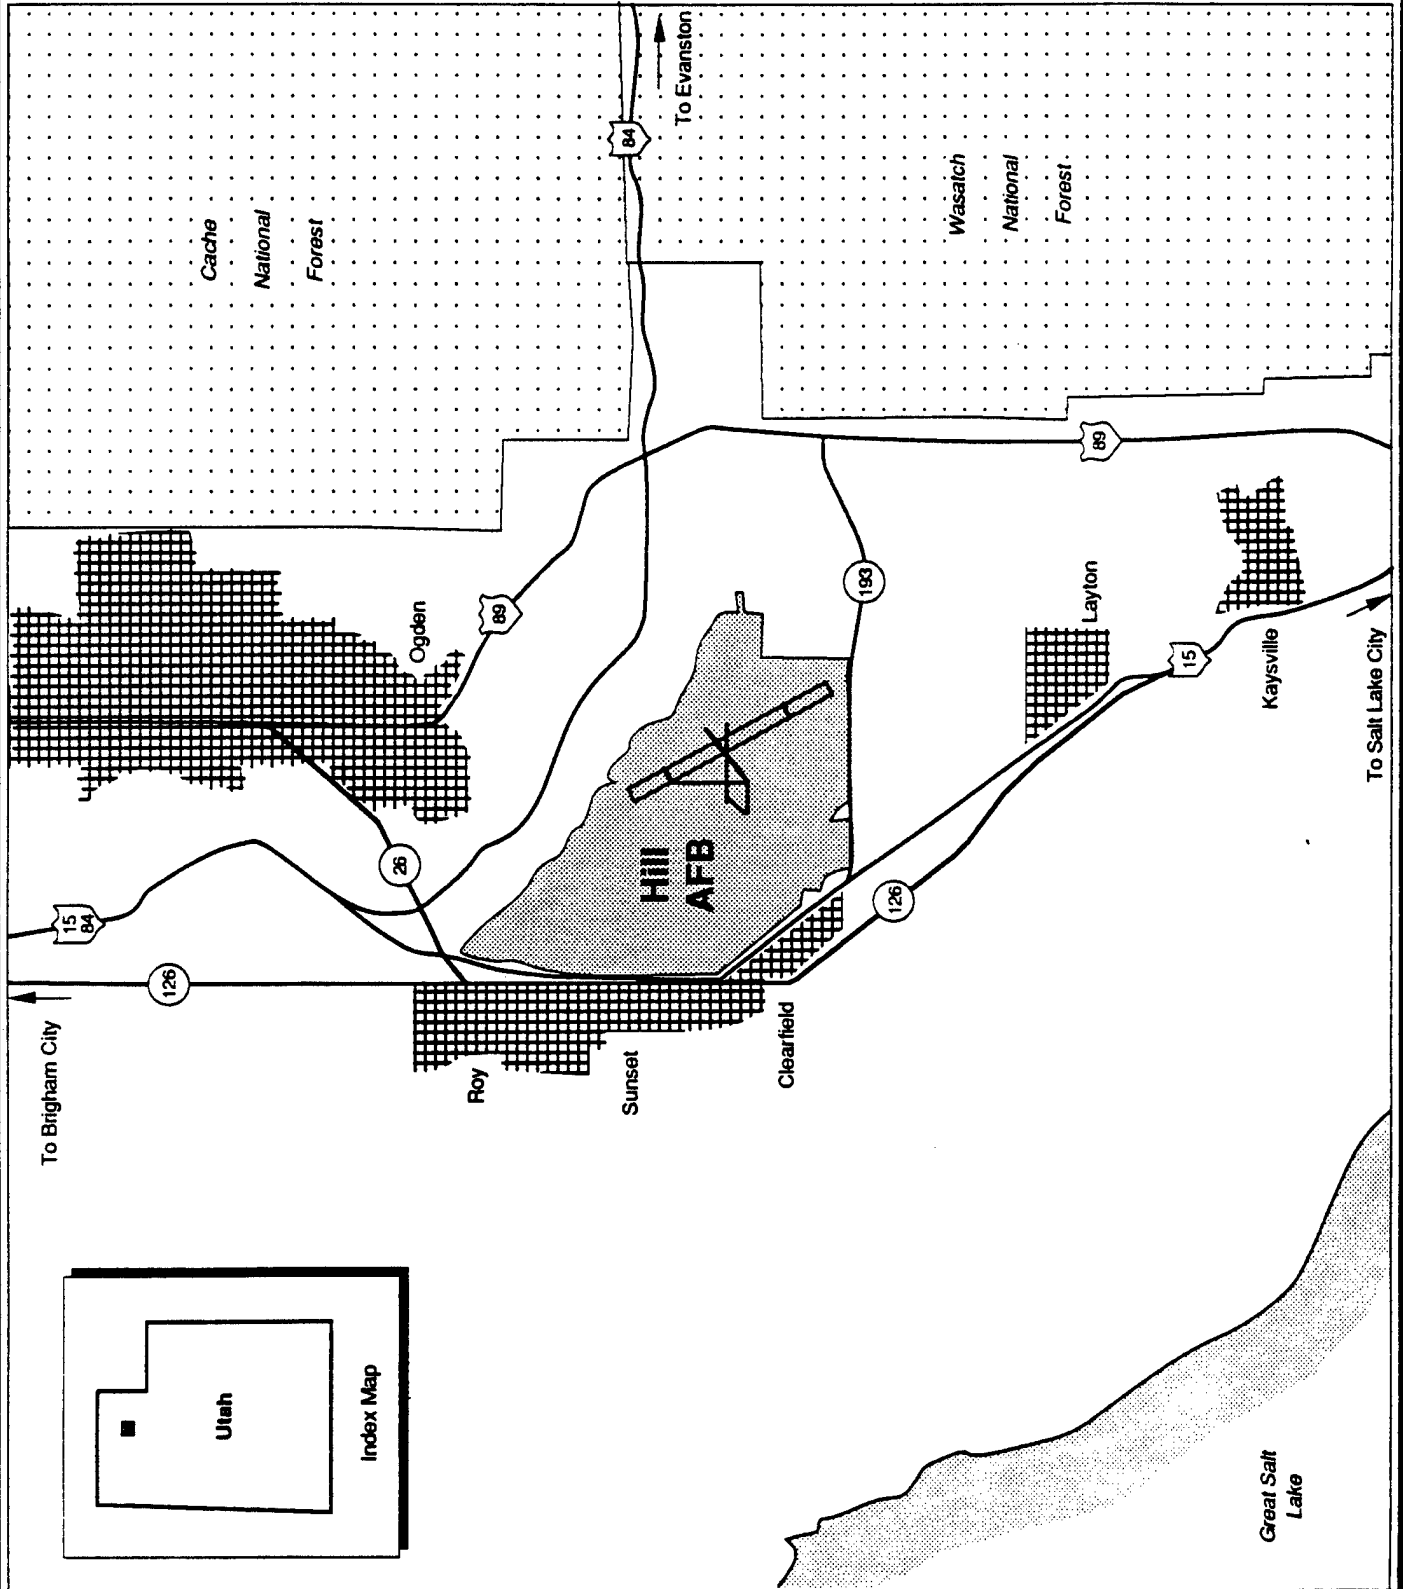 To Brigham City
To Evanston
To Salt Lake City
Cache
National
Forest
Wasatch
National
Forest
Ogden
Roy
Sunset
Clearfield
Layton
Kaysville
Hill
AFB
Great Salt
Lake
15
84
126
26
89
84
193
89
126
15
Utah
Index Map